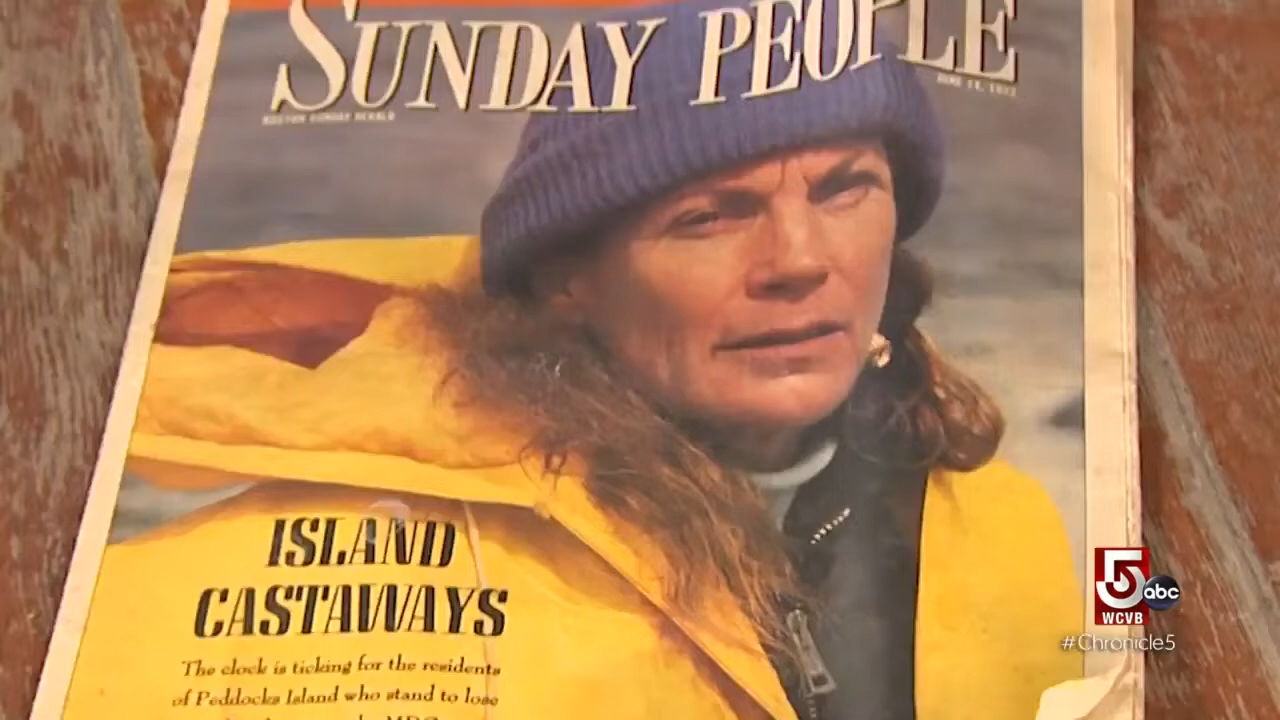 SUNDAY PEOPLE
BOSTON SUNDAY HERALD
ISLAND
CASTAWAYS
The clock is ticking for the residents
of Peddocks Island who stand to lose
5 abc
WCVB
#Chronicle5